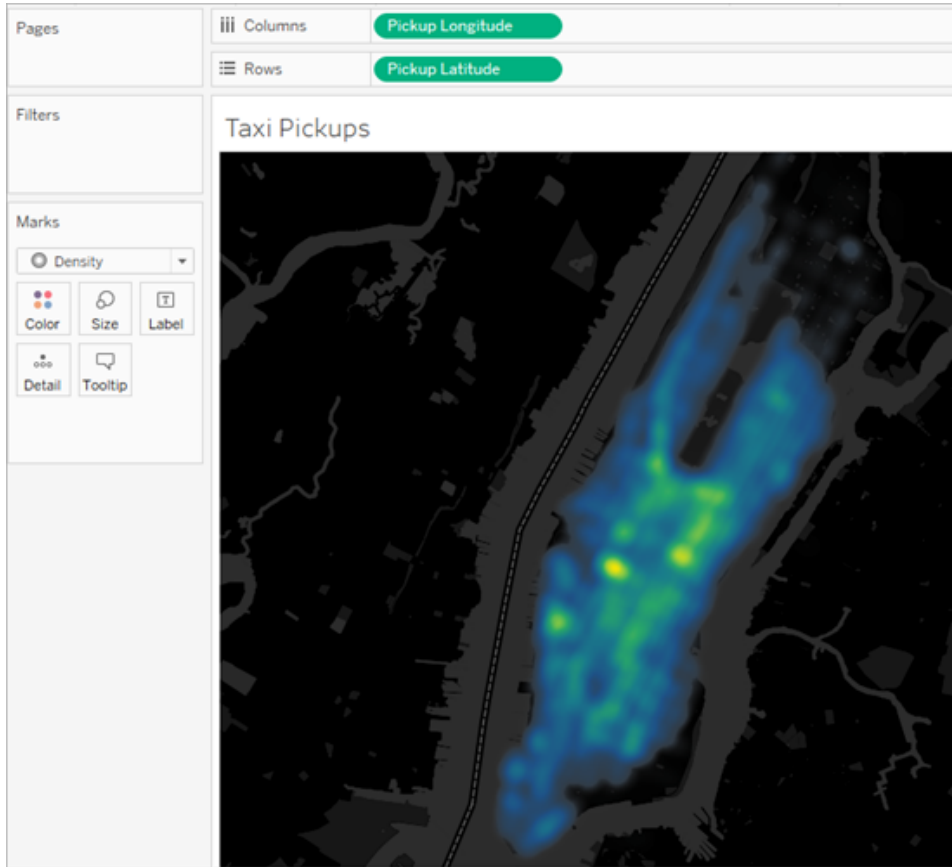 Pages
Columns
Pickup Longitude
Rows
Pickup Latitude
Filters
Taxi Pickups
Marks
Density
Color
Size
Label
Detail
Tooltip